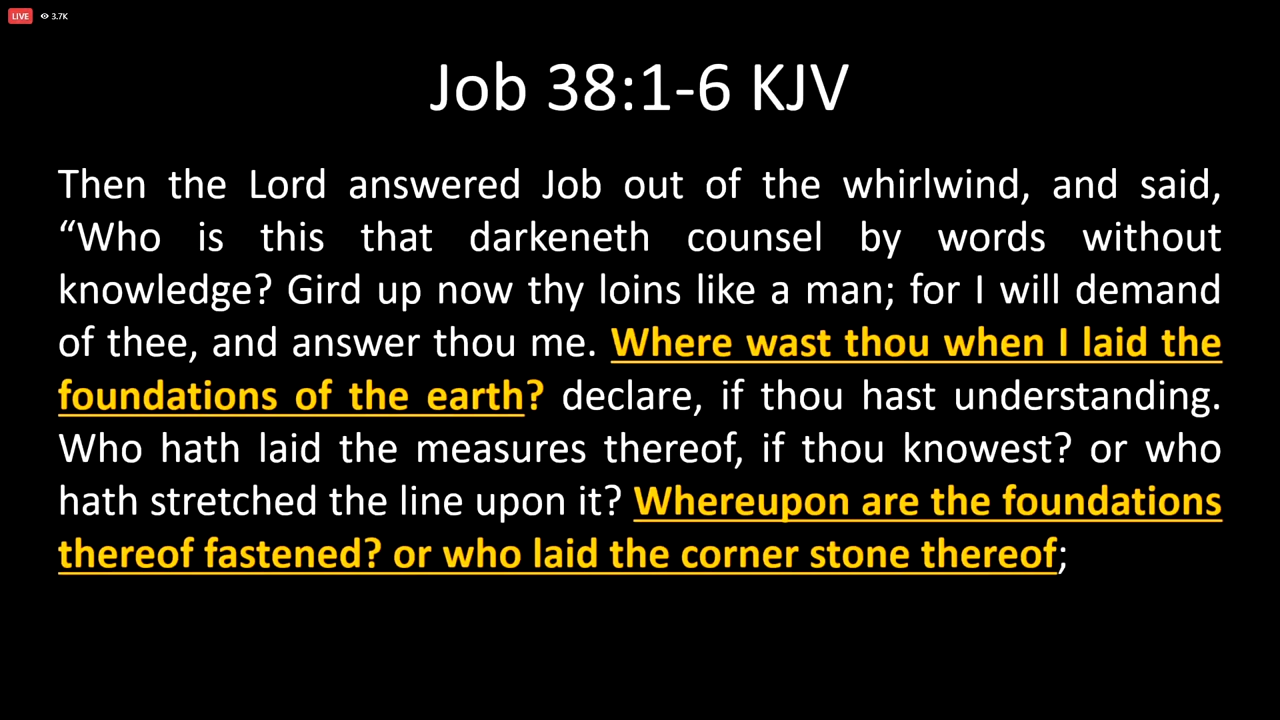 LIVE 3.7K
Job 38:1-6 KJV
Then the Lord answered Job out of the whirlwind, and said,
“Who is this that darkeneth counsel by words without
knowledge? Gird up now thy loins like a man; for I will demand
of thee, and answer thou me. Where wast thou when I laid the
foundations of the earth? declare, if thou hast understanding.
Who hath laid the measures thereof, if thou knowest? or who
hath stretched the line upon it? Whereupon are the foundations
thereof fastened? or who laid the corner stone thereof;